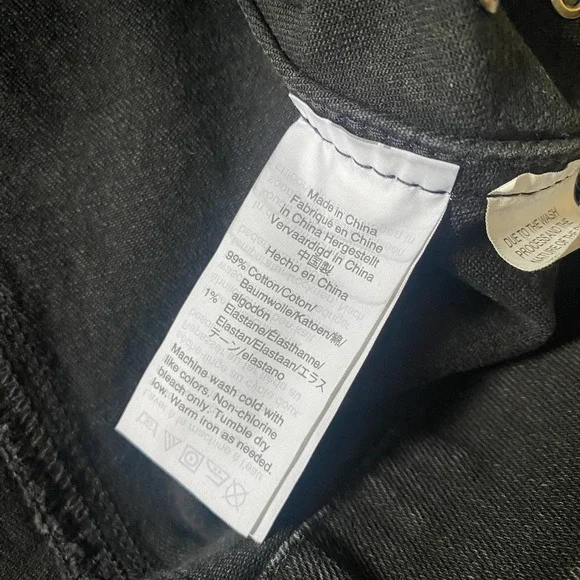 Made in China
Fabriqué en Chine
in China Hergestellt
Vervaardigd in China
中国製
Hecho en China
99% Cotton/Coton/
Baumwolle/Katoen/綿/
algodón
1% Elastane/Élasthanne/
Elastan/Elastaan/エラス
テーン/elastano
Machine wash cold with
like colors. Non-chlorine
bleach only. Tumble dry
low. Warm iron as needed.
DUE TO THE WASH
PROCESS AND THE